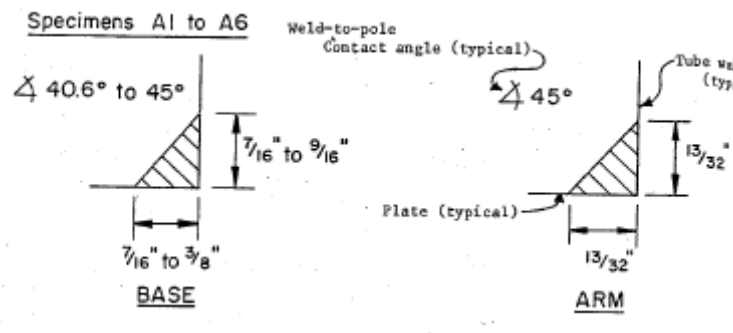 Specimens A1 to A6
Weld-to-pole
Contact angle (typical)
∡ 40.6° to 45°
∡ 45°
Tube
7/16" to 9/16"
13/32"
Plate (typical)
7/16" to 3/8"
13/32"
BASE
ARM